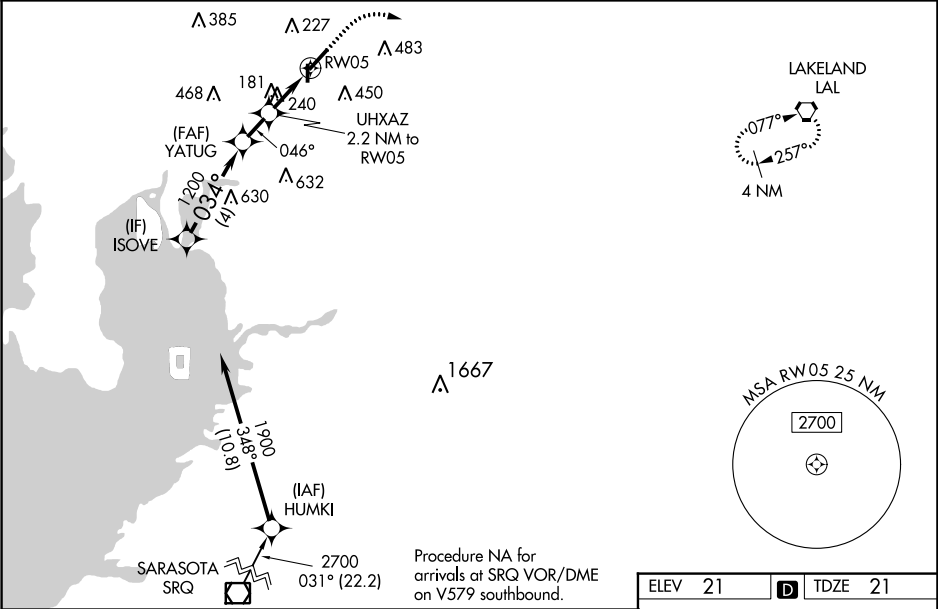 385
227
483
RW05
LAKELAND
LAL
181
468
240
450
UHXAZ
2.2 NM to
RW05
(FAF)
YATUG
046°
077°
257°
4 NM
1200
034°
(4)
630
632
(IF)
ISOVE
1667
MSA RW05 25 NM
2700
1900
348°
(10.8)
(IAF)
HUMKI
SARASOTA
SRQ
2700
031° (22.2)
Procedure NA for
arrivals at SRQ VOR/DME
on V579 southbound.
ELEV 21 D TDZE 21